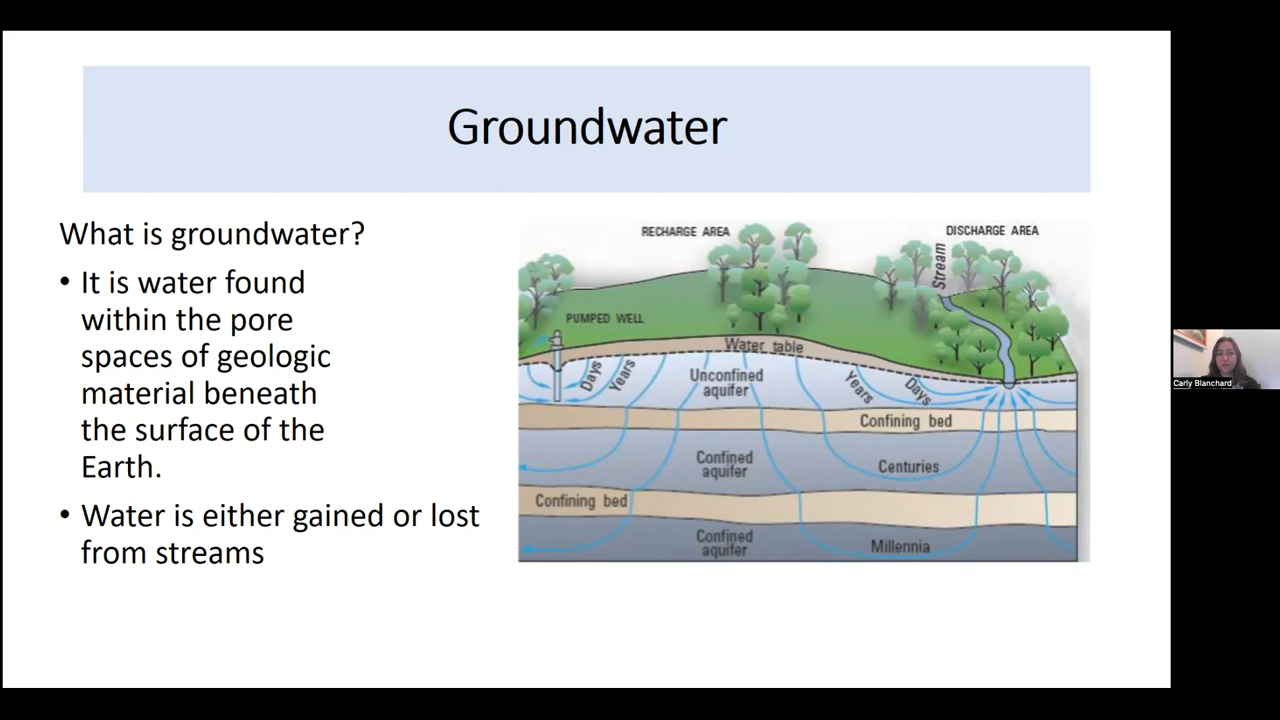 Groundwater
What is groundwater?
• It is water found
within the pore
spaces of geologic
material beneath
the surface of the
Earth.
• Water is either gained or lost
from streams
RECHARGE AREA
DISCHARGE AREA
Stream
PUMPED WELL
Water table
Days
Years
Unconfined
aquifer
Years
Days
Confining bed
Confined
aquifer
Centuries
Confining bed
Confined
aquifer
Millennia
Carly Blanchard